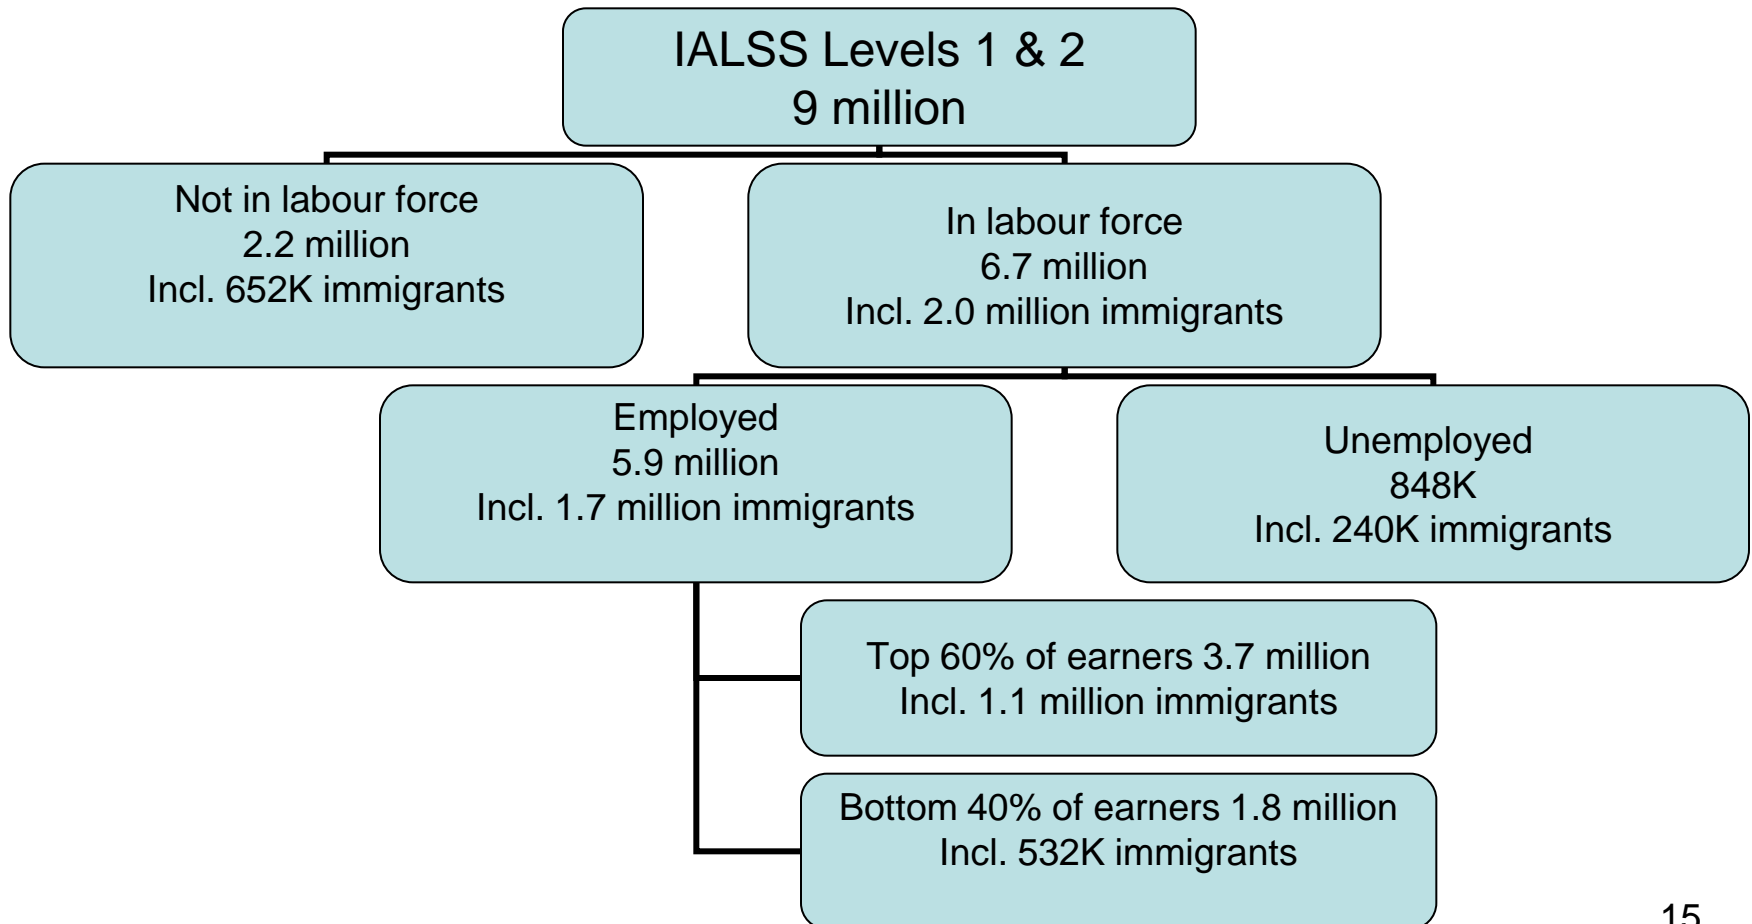 IALSS Levels 1 & 2
9 million
Not in labour force
2.2 million
Incl. 652K immigrants
In labour force
6.7 million
Incl. 2.0 million immigrants
Employed
5.9 million
Incl. 1.7 million immigrants
Unemployed
848K
Incl. 240K immigrants
Top 60% of earners 3.7 million
Incl. 1.1 million immigrants
Bottom 40% of earners 1.8 million
Incl. 532K immigrants
15